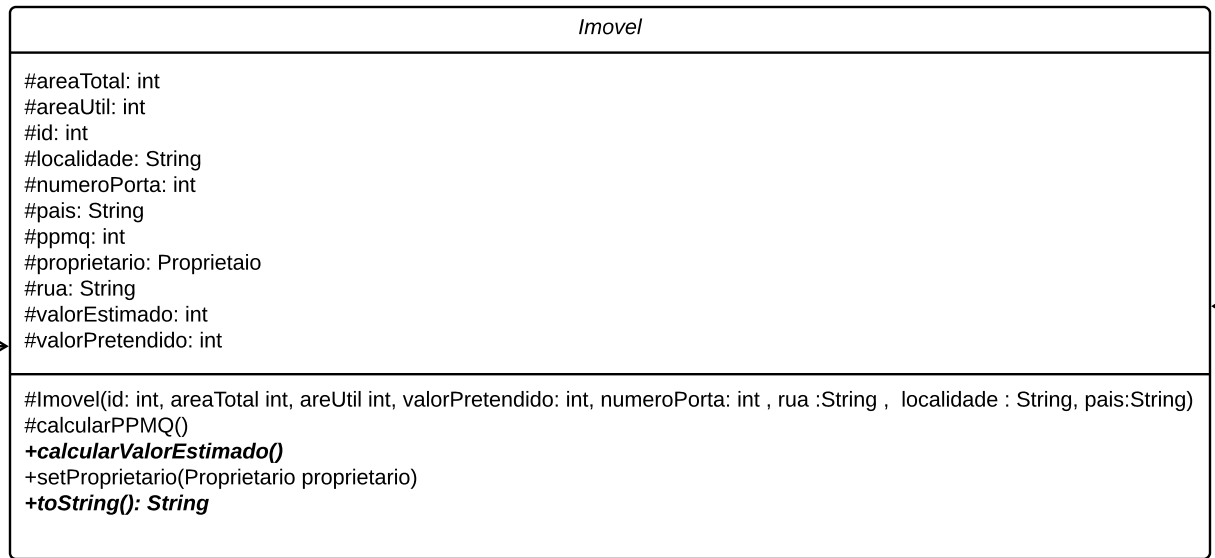 Imovel
#areaTotal: int
#areaUtil: int
#id: int
#localidade: String
#numeroPorta: int
#pais: String
#ppmq: int
#proprietario: Proprietaio
#rua: String
#valorEstimado: int
#valorPretendido: int
#Imovel(id: int, areaTotal int, areUtil int, valorPretendido: int, numeroPorta: int , rua :String ,  localidade : String, pais:String)
#calcularPPMQ()
+calcularValorEstimado()
+setProprietario(Proprietario proprietario)
+toString(): String